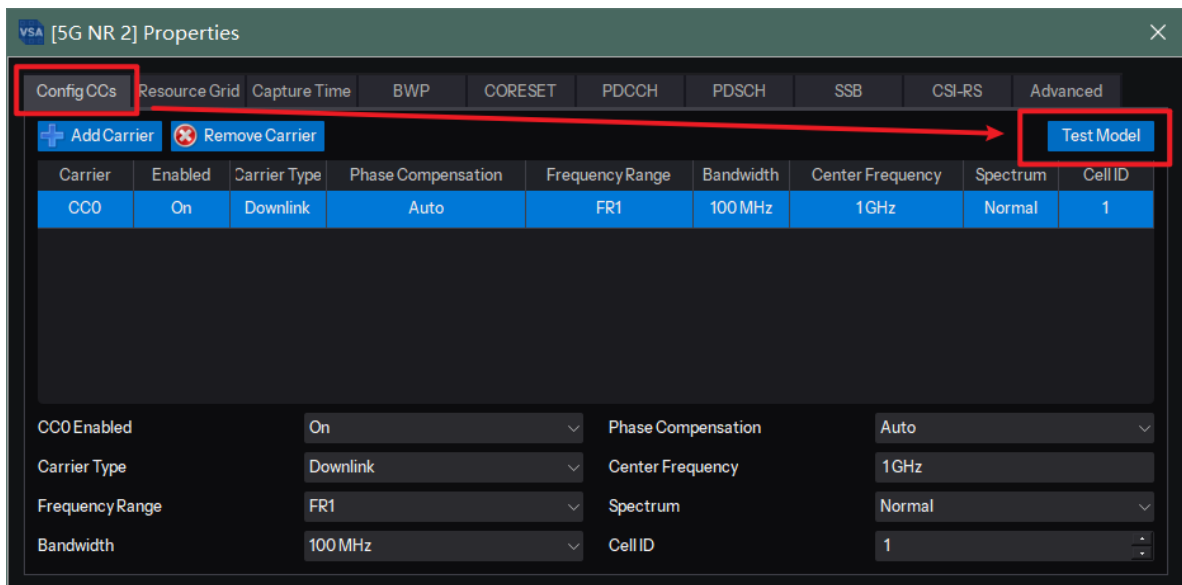 VSA [5G NR 2] Properties
Config CCs Resource Grid Capture Time BWP CORESET PDCCH PDSCH SSB CSI-RS Advanced
Add Carrier Remove Carrier Test Model
Carrier Enabled Carrier Type Phase Compensation Frequency Range Bandwidth Center Frequency Spectrum Cell ID
CC0 On Downlink Auto FR1 100 MHz 1 GHz Normal 1
CC0 Enabled On Phase Compensation Auto
Carrier Type Downlink Center Frequency 1 GHz
Frequency Range FR1 Spectrum Normal
Bandwidth 100 MHz Cell ID 1